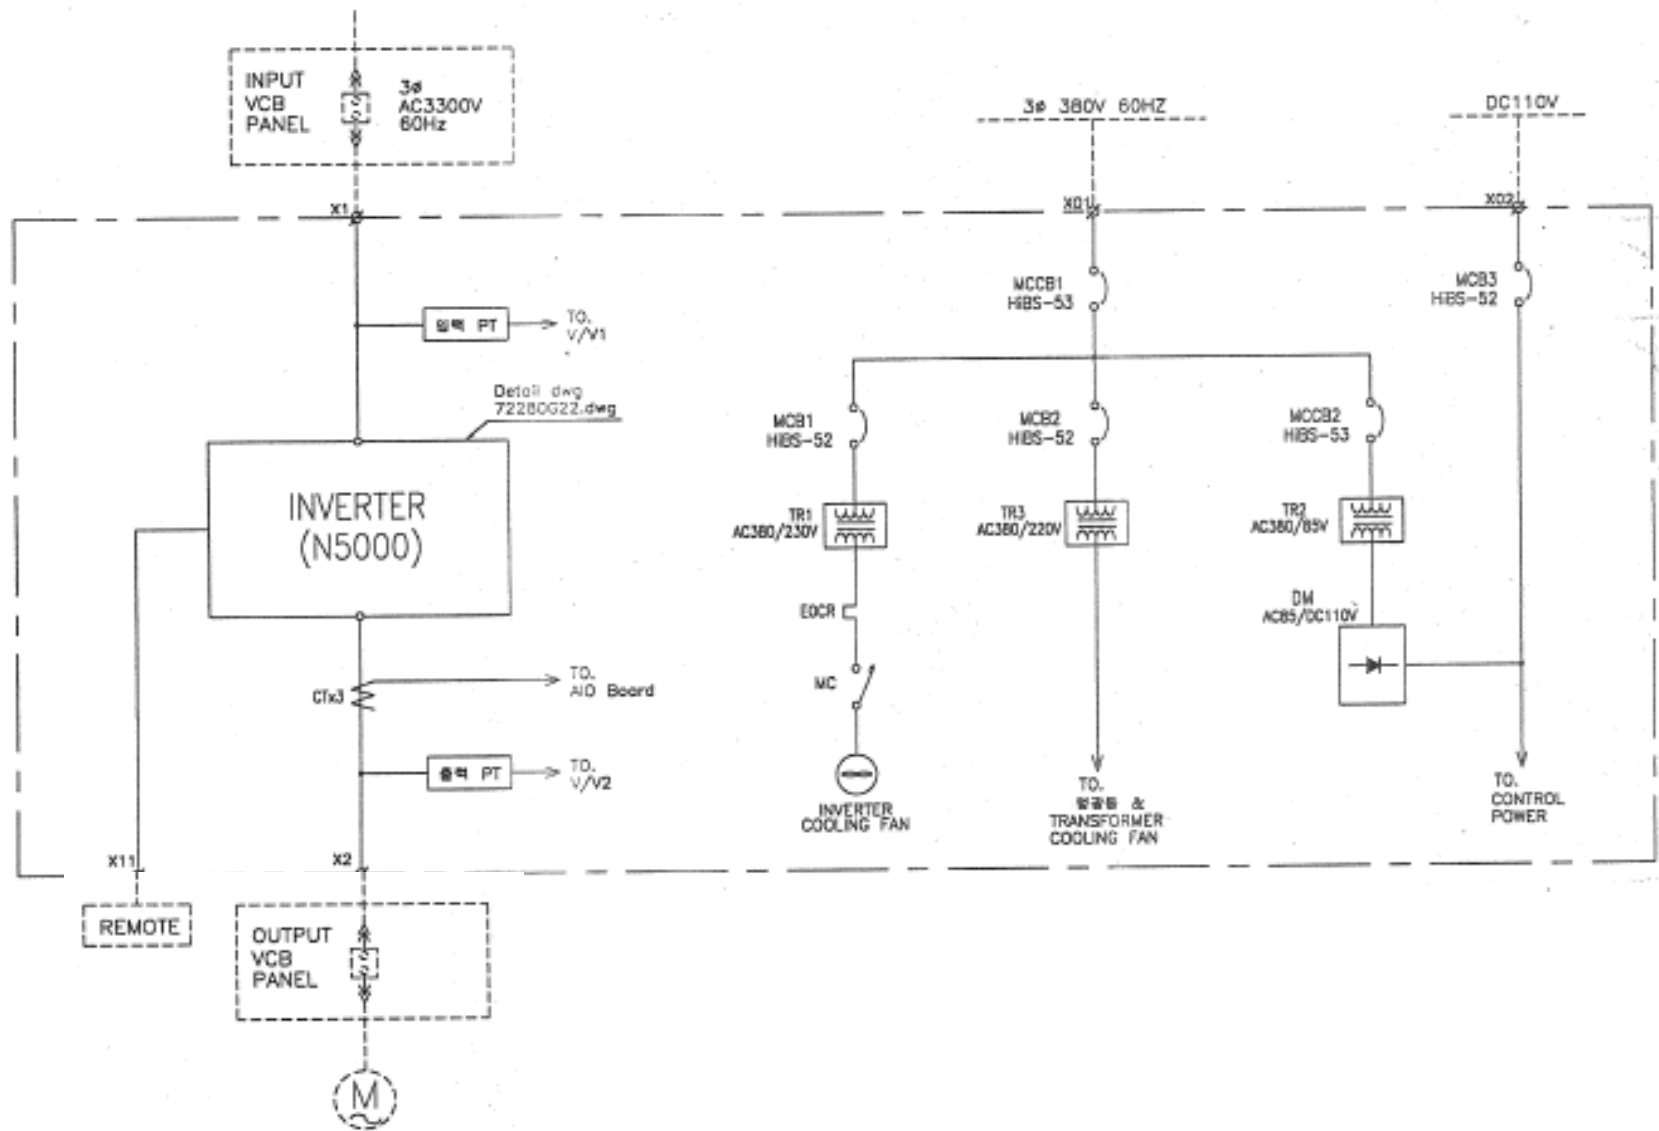 INPUT
VCB
PANEL
3ø
AC3300V
60Hz
3ø 380V 60HZ
DC110V
X1
X01
X02
MCCB1
HiBS-53
MCB3
HiBS-52
입력 PT
TO.
V/V1
Detail dwg
72280G22.dwg
MCB1
HiBS-52
MCB2
HiBS-52
MCCB2
HiBS-53
INVERTER
(N5000)
TR1
AC380/230V
TR3
AC380/220V
TR2
AC380/85V
EOCR
DM
AC85/DC110V
CTx3
TO.
AIO Board
MC
출력 PT
TO.
V/V2
INVERTER
COOLING FAN
TO.
&
TRANSFORMER
COOLING FAN
TO.
CONTROL
POWER
X11
X2
REMOTE
OUTPUT
VCB
PANEL
M